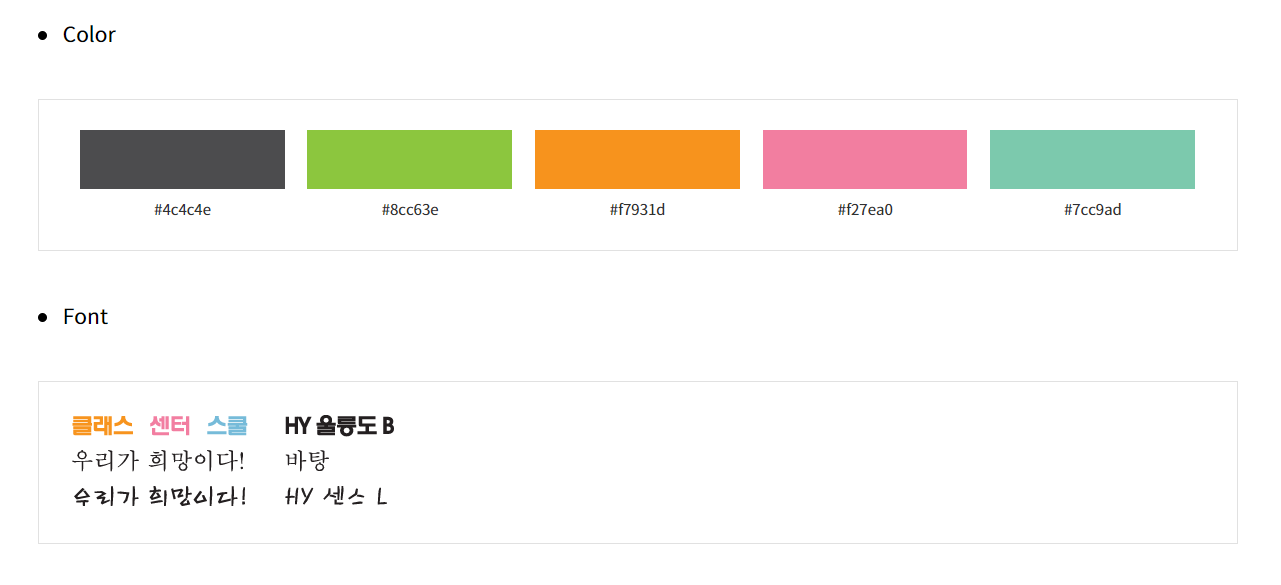 Color
#4c4c4e #8cc63e #f7931d #f27ea0 #7cc9ad
Font
클래스 센터 스쿨 HY 울릉도 B
우리가 희망이다! 바탕
우리가 희망이다! HY 센스 L